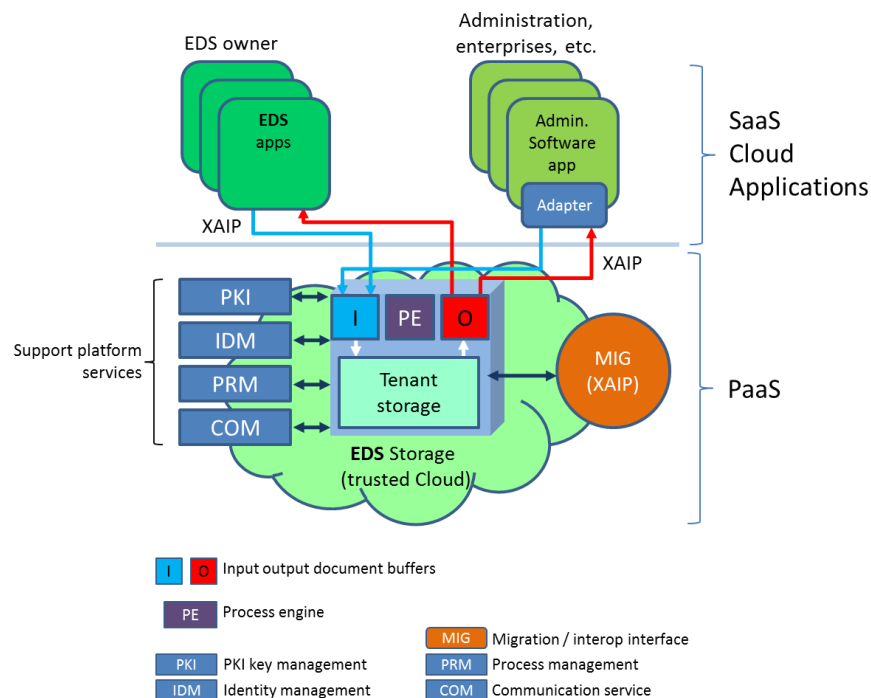 EDS owner
Administration,
enterprises, etc.
EDS
apps
Admin.
Software
app
Adapter
SaaS
Cloud
Applications
XAIP
XAIP
PKI
IDM
PRM
COM
Support platform
services
I
PE
O
Tenant
storage
MIG
(XAIP)
PaaS
EDS Storage
(trusted Cloud)
I
O
Input output document buffers
PE
Process engine
MIG
Migration / interop interface
PKI
PKI key management
PRM
Process management
IDM
Identity management
COM
Communication service